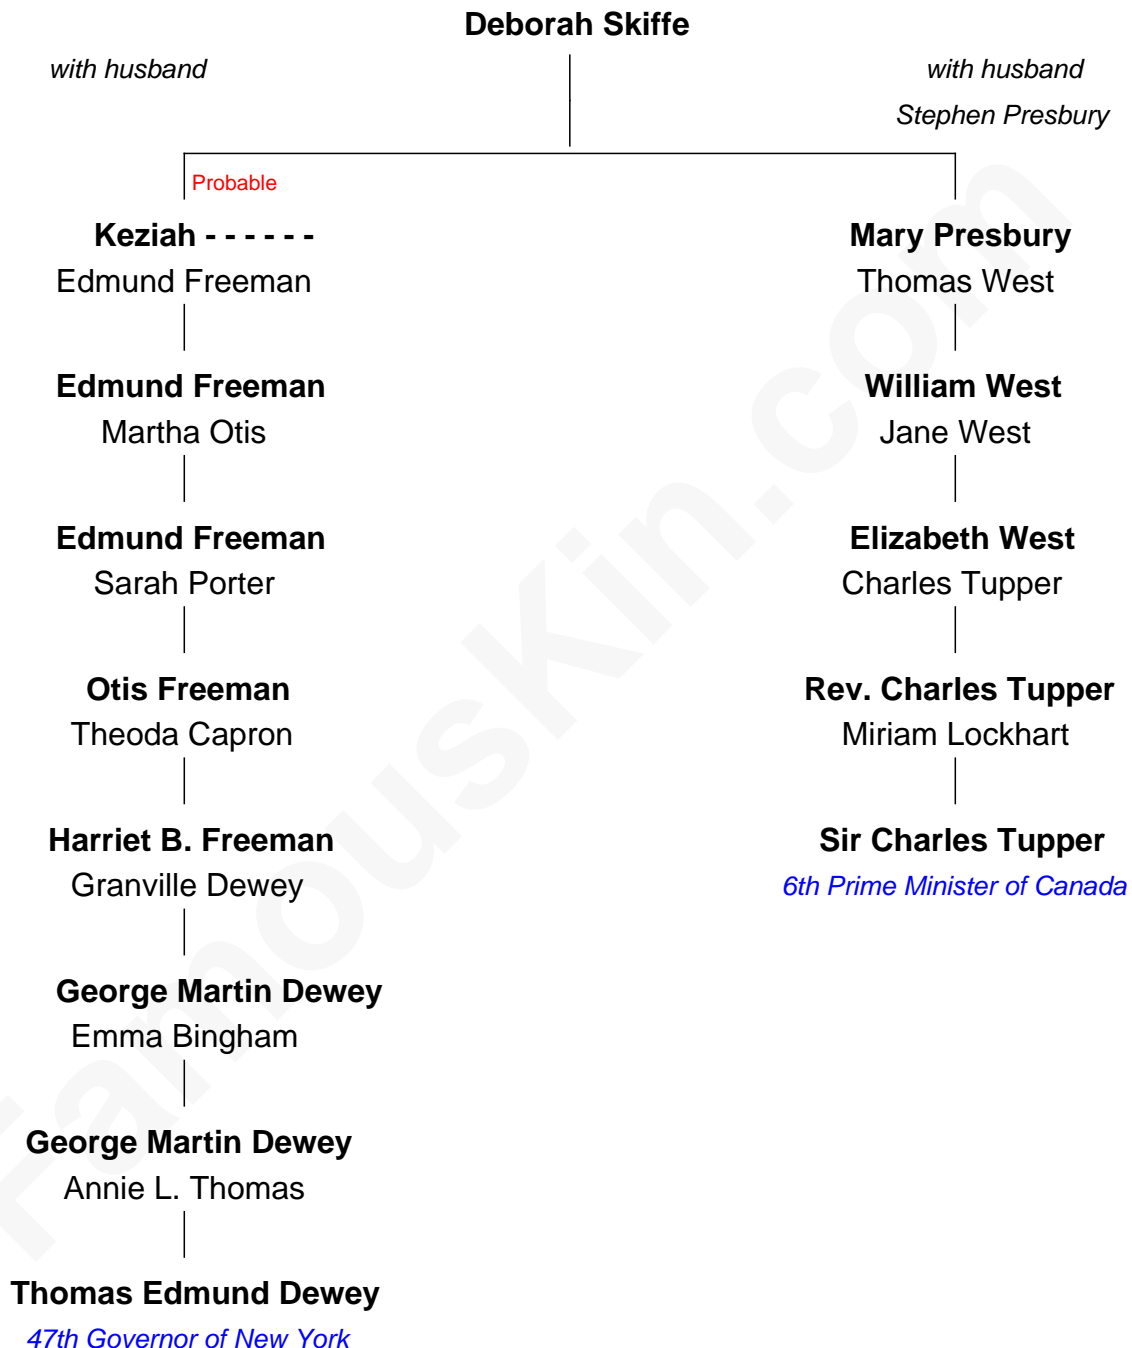 Deborah Skiffe
with husband
with husband
Stephen Presbury
Probable
Keziah - - - - - -
Edmund Freeman
Mary Presbury
Thomas West
Edmund Freeman
Martha Otis
William West
Jane West
Edmund Freeman
Sarah Porter
Elizabeth West
Charles Tupper
Otis Freeman
Theoda Capron
Rev. Charles Tupper
Miriam Lockhart
Harriet B. Freeman
Granville Dewey
Sir Charles Tupper
6th Prime Minister of Canada
George Martin Dewey
Emma Bingham
George Martin Dewey
Annie L. Thomas
Thomas Edmund Dewey
47th Governor of New York
FamousKin.com